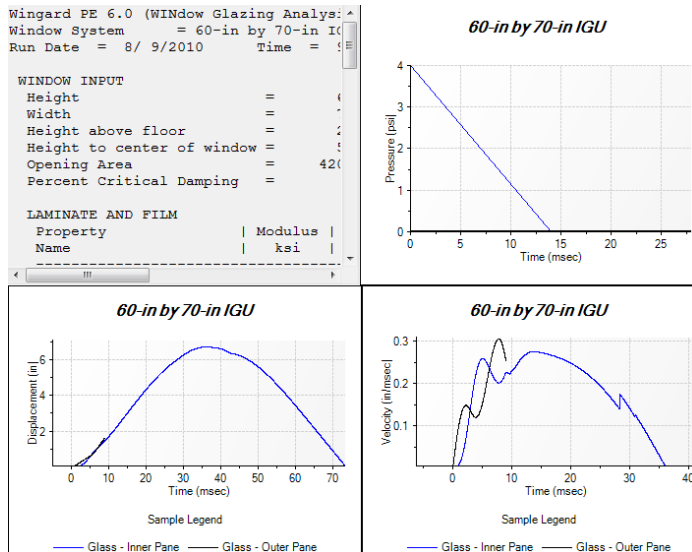 Wingard PE 6.0 (WINdow Glazing Analysi
Window System = 60-in by 70-in IG
Run Date = 8/ 9/2010 Time =
WINDOW INPUT
Height =
Width =
Height above floor =
Height to center of window =
Opening Area = 420
Percent Critical Damping =
LAMINATE AND FILM
Property | Modulus |
Name | ksi |
60-in by 70-in IGU
Pressure [psi]
4
3
2
1
0
0 5 10 15 20 25
Time (msec)
60-in by 70-in IGU
Displacement [in]
6
4
2
0 10 20 30 40 50 60 70
Time (msec)
Sample Legend
Glass - Inner Pane Glass - Outer Pane
60-in by 70-in IGU
Velocity [in/msec]
0.3
0.2
0.1
0 10 20 30 40
Time (msec)
Sample Legend
Glass - Inner Pane Glass - Outer Pane